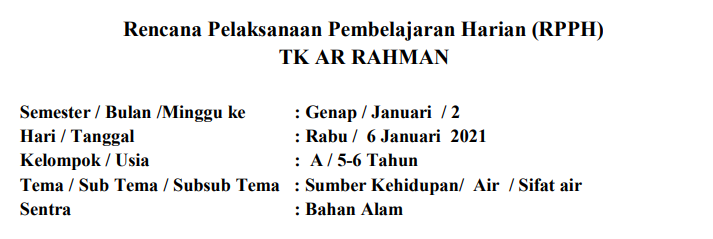 Rencana Pelaksanaan Pembelajaran Harian (RPPH)
TK AR RAHMAN
Semester / Bulan /Minggu ke : Genap / Januari / 2
Hari / Tanggal : Rabu / 6 Januari 2021
Kelompok / Usia : A / 5-6 Tahun
Tema / Sub Tema / Subsub Tema : Sumber Kehidupan/ Air / Sifat air
Sentra : Bahan Alam